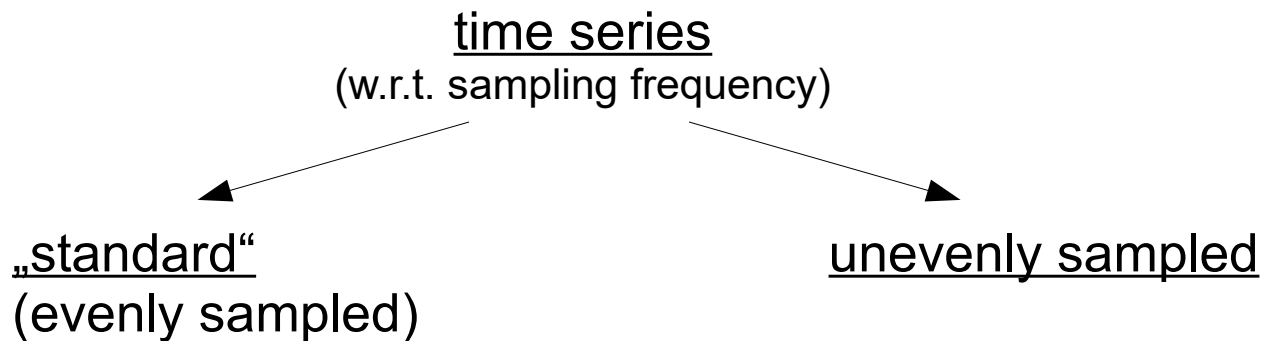 time series
(w.r.t. sampling frequency)
„standard“
(evenly sampled)
unevenly sampled